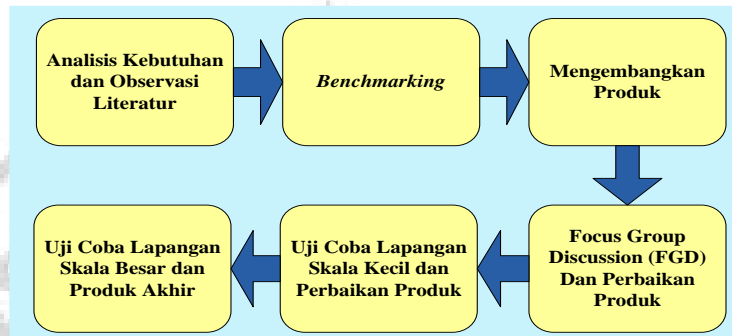 Analisis Kebutuhan
dan Observasi
Literatur
Benchmarking
Mengembangkan
Produk
Focus Group
Discussion (FGD)
Dan Perbaikan
Produk
Uji Coba Lapangan
Skala Kecil dan
Perbaikan Produk
Uji Coba Lapangan
Skala Besar dan
Produk Akhir